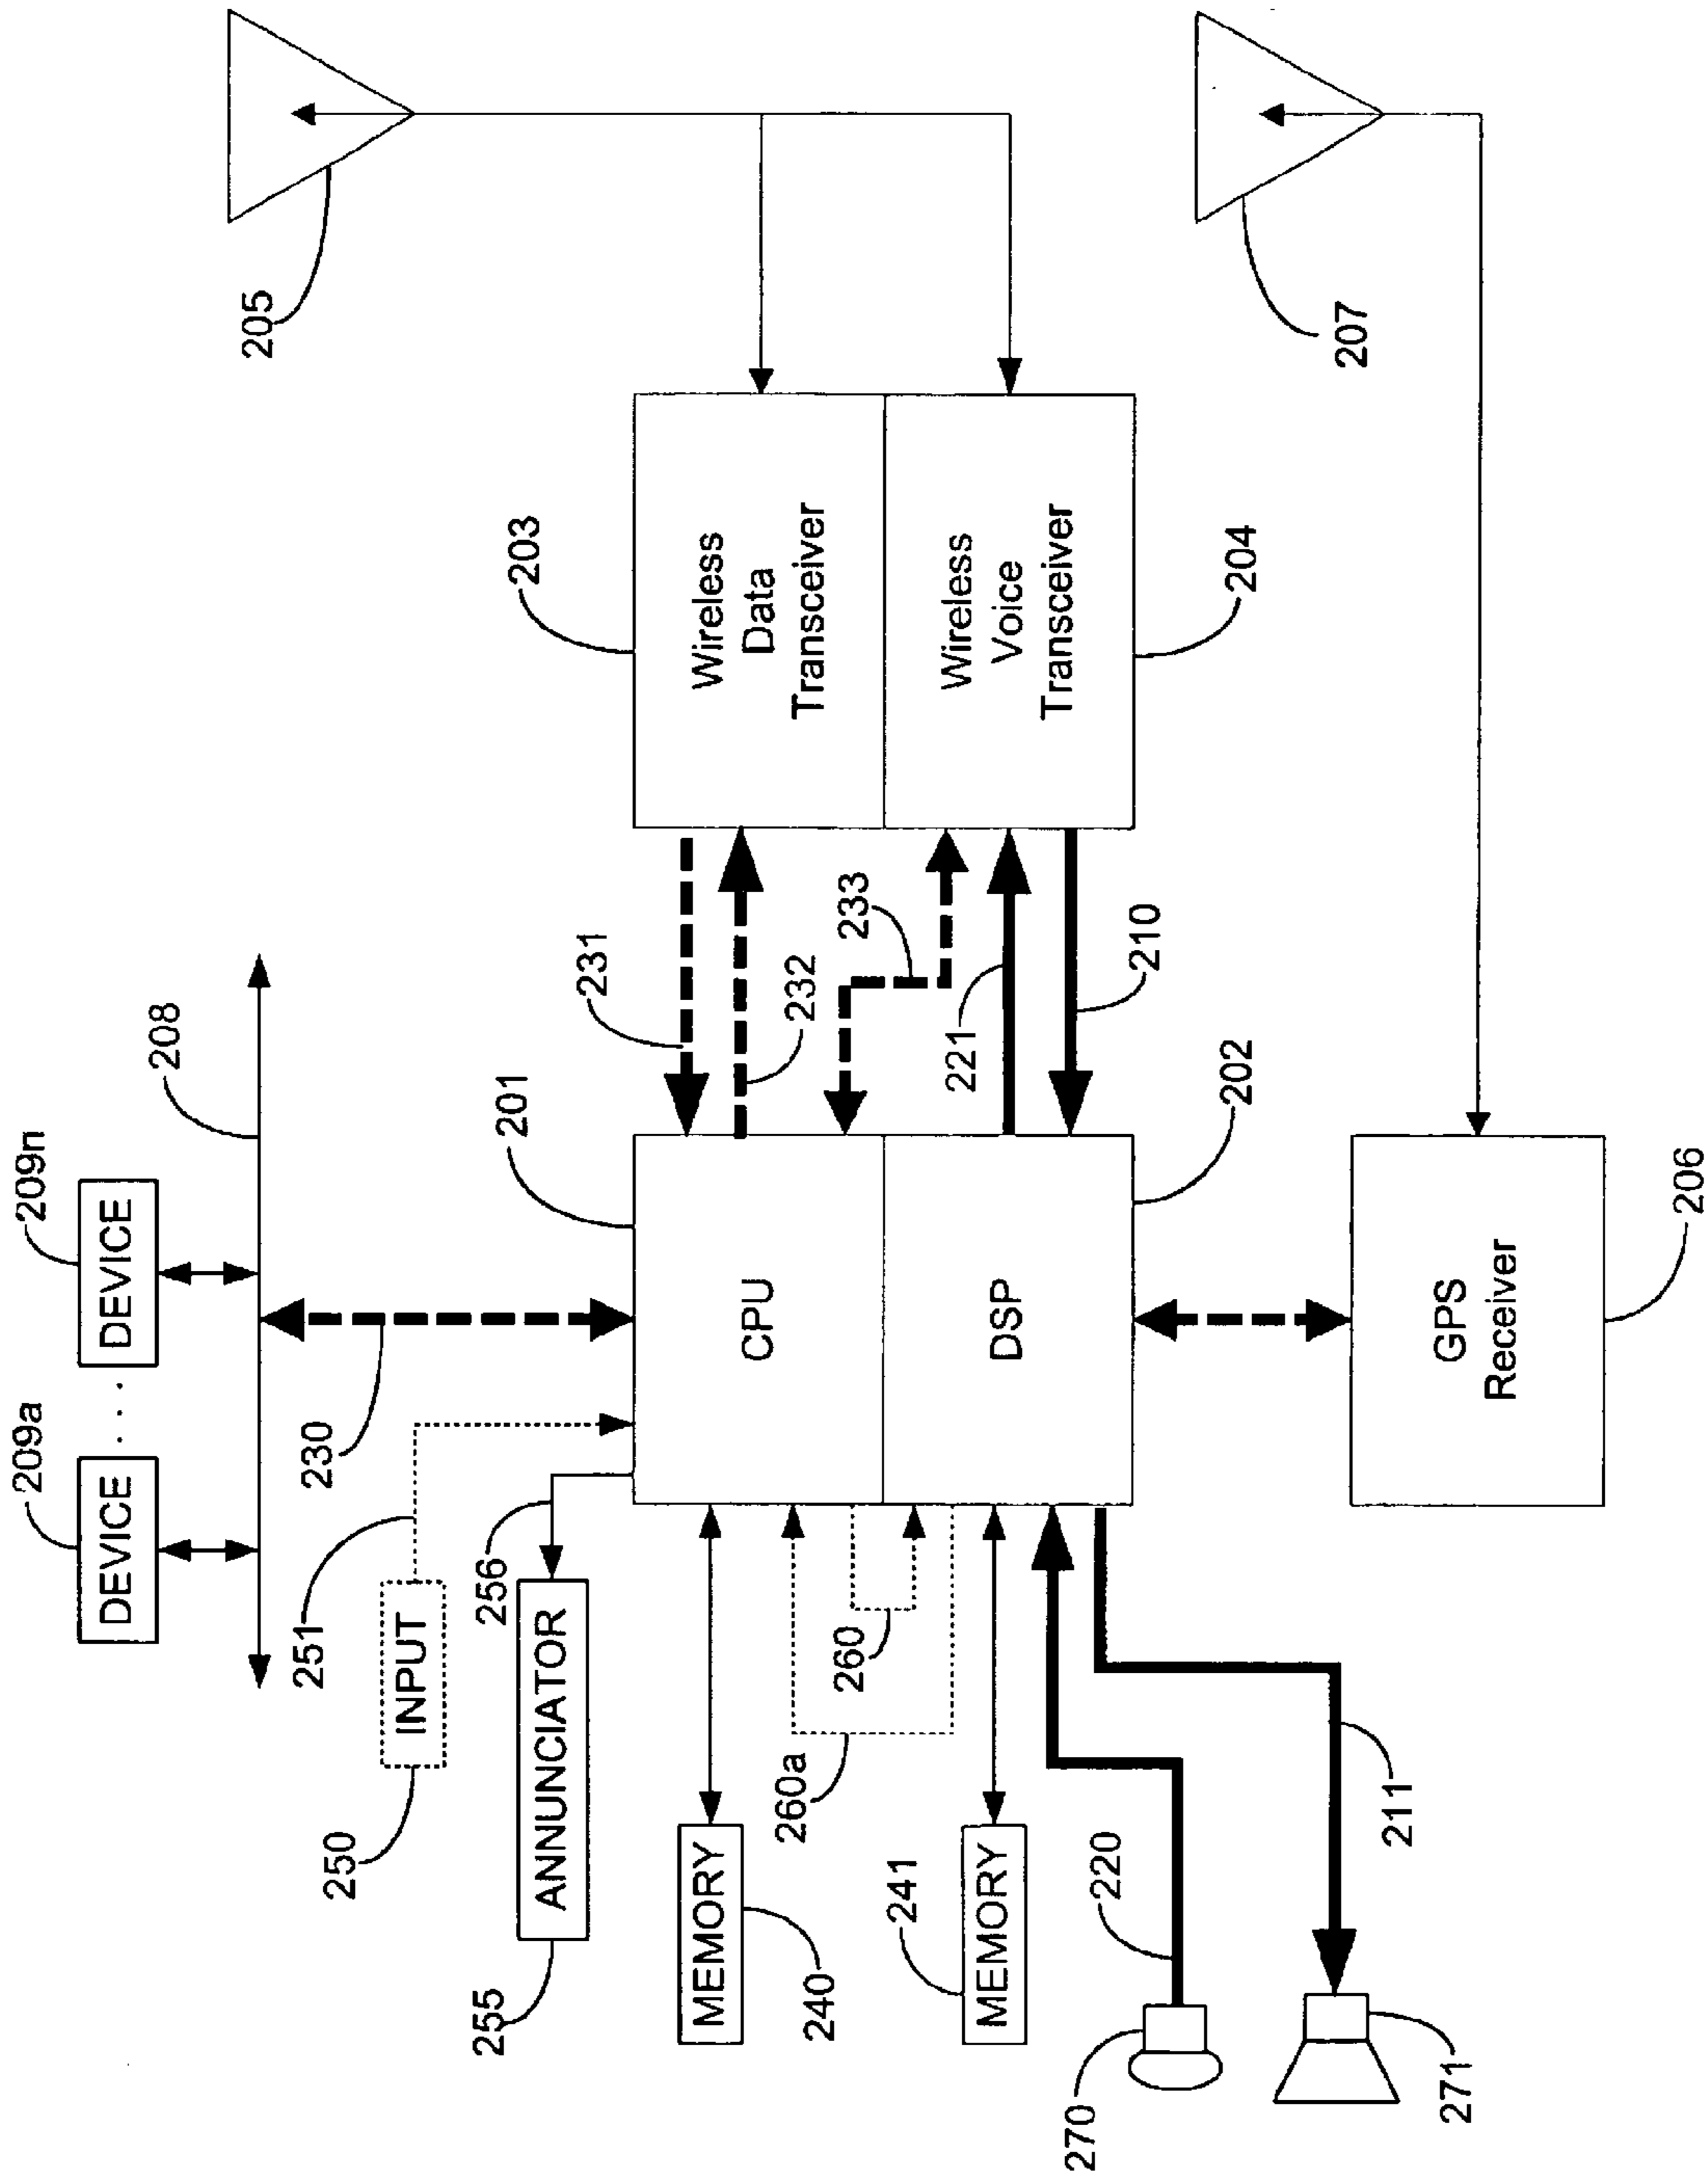 209a
209n
DEVICE
. . . .
DEVICE
208
251
230
INPUT
250
256
ANNUNCIATOR
255
201
231
232
203
205
CPU
Wireless
Data
Transceiver
MEMORY
240
260a
260
233
241
MEMORY
DSP
221
Wireless
Voice
Transceiver
220
202
210
204
270
211
271
GPS
Receiver
206
207